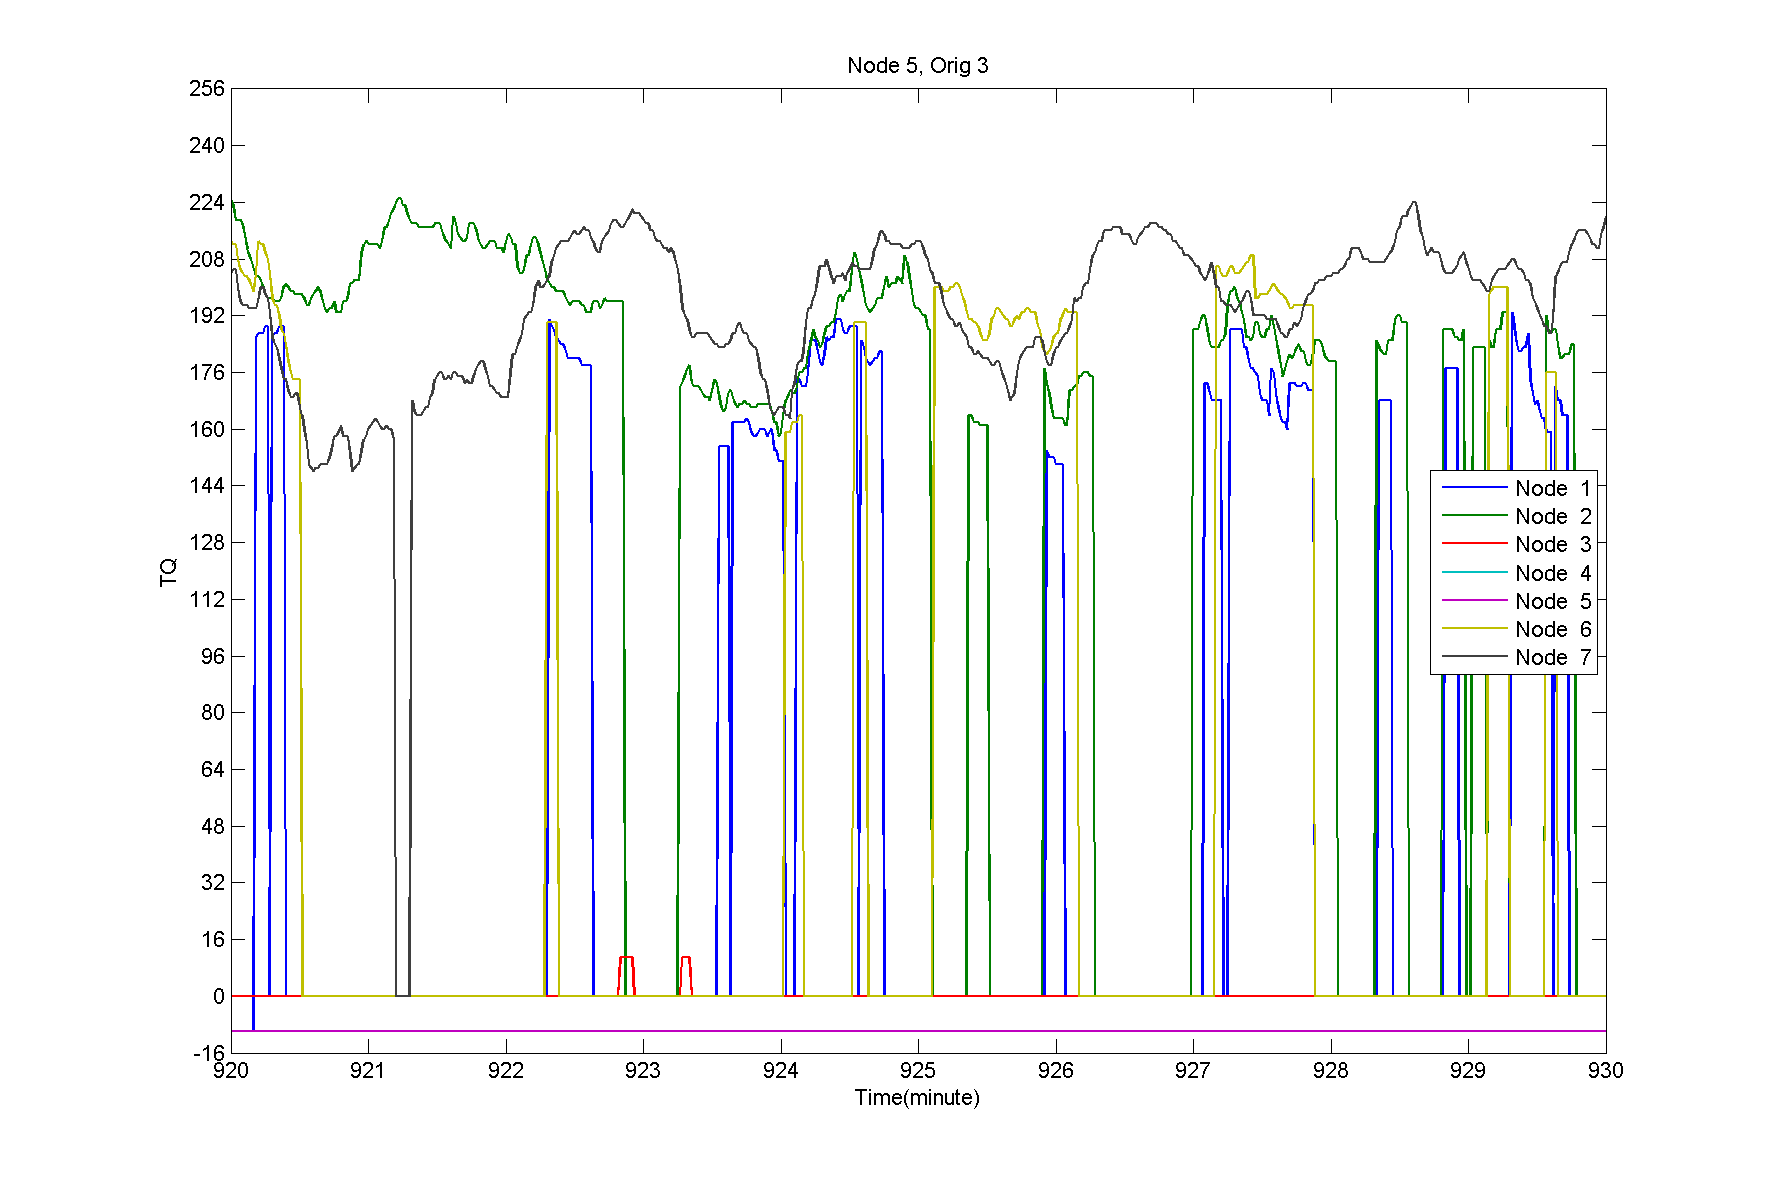 Node 5, Orig 3
256
240
224
208
192
176
160
144
128
112
96
80
64
48
32
16
0
-16
TQ
920 921 922 923 924 925 926 927 928 929 930
Time(minute)
Node 1
Node 2
Node 3
Node 4
Node 5
Node 6
Node 7